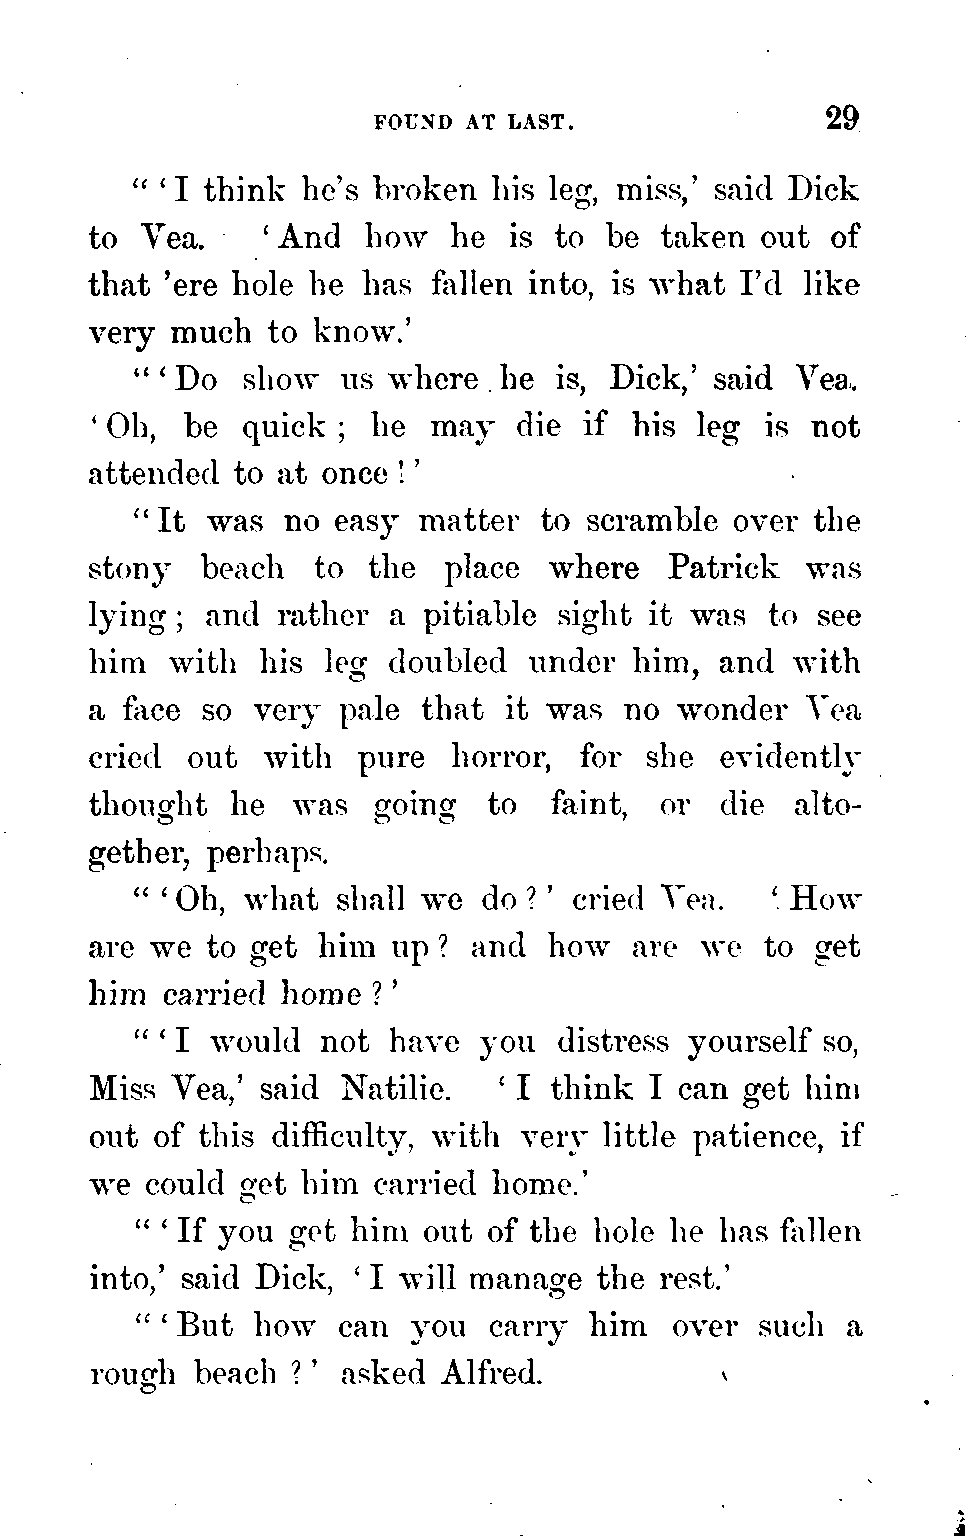 FOUND AT LAST. 29
“ ‘ I think he’s broken his leg, miss,’ said Dick
to Vea. ‘ And how he is to be taken out of
that ’ere hole he has fallen into, is what I’d like
very much to know.’
“ ‘ Do show us where he is, Dick,’ said Vea.
‘ Oh, be quick ; he may die if his leg is not
attended to at once ! ’
“ It was no easy matter to scramble over the
stony beach to the place where Patrick was
lying ; and rather a pitiable sight it was to see
him with his leg doubled under him, and with
a face so very pale that it was no wonder Vea
cried out with pure horror, for she evidently
thought he was going to faint, or die alto-
gether, perhaps.
“ ‘ Oh, what shall we do ? ’ cried Vea. ‘ How
are we to get him up ? and how are we to get
him carried home ? ’
“ ‘ I would not have you distress yourself so,
Miss Vea,’ said Natilie. ‘ I think I can get him
out of this difficulty, with very little patience, if
we could get him carried home.’
“ ‘ If you get him out of the hole he has fallen
into,’ said Dick, ‘ I will manage the rest.’
“ ‘ But how can you carry him over such a
rough beach ? ’ asked Alfred.